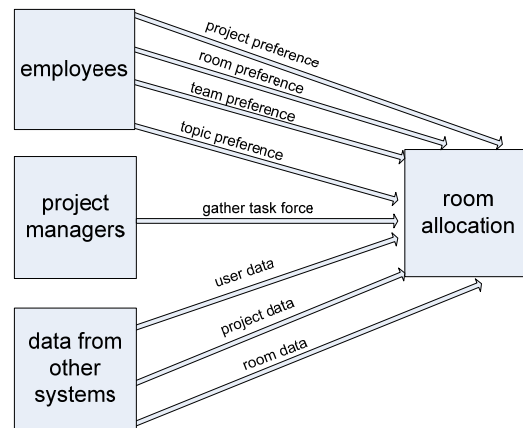 employees
project preference
room preference
team preference
topic preference
project
managers
gather task force
room
allocation
user data
project data
room data
data from
other
systems